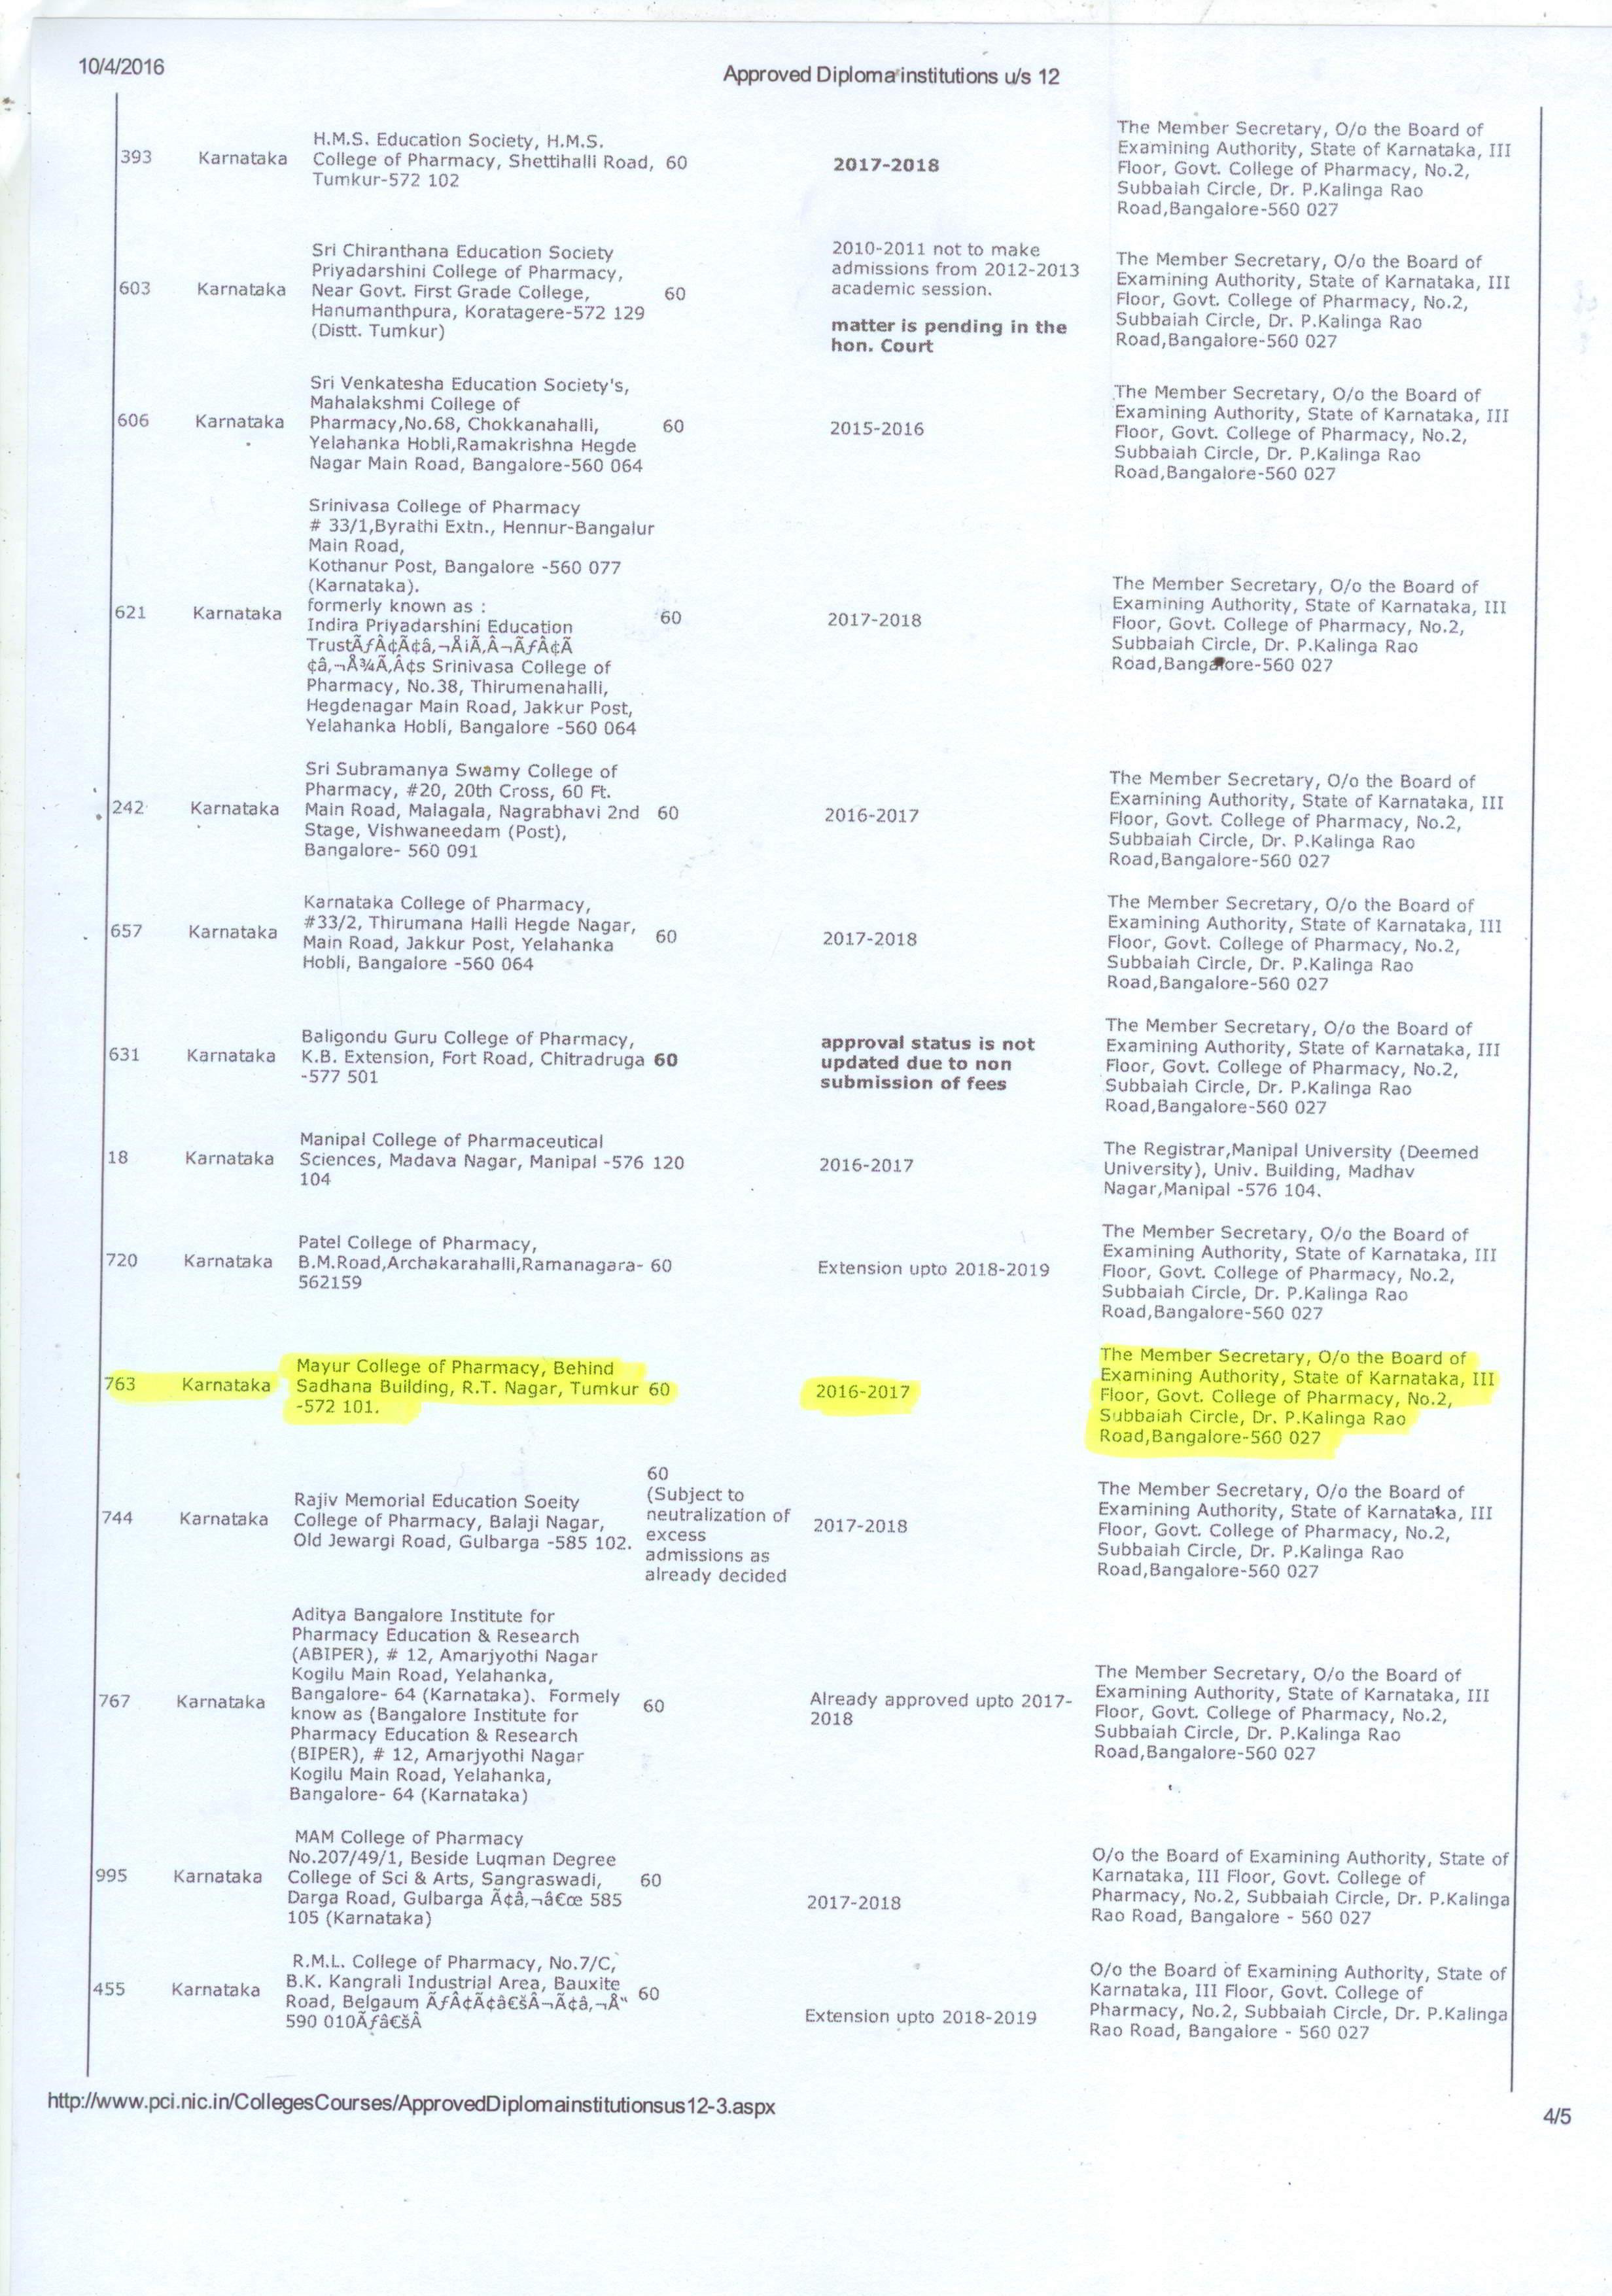 10/4/2016
Approved Diploma institutions u/s 12
393
Karnataka
H.M.S. Education Society, H.M.S.
College of Pharmacy, Shettihalli Road,
Tumkur-572 102
60
2017-2018
The Member Secretary, O/o the Board of
Examining Authority, State of Karnataka, III
Floor, Govt. College of Pharmacy, No.2,
Subbaiah Circle, Dr. P.Kalinga Rao
Road,Bangalore-560 027
603
Karnataka
Sri Chiranthana Education Society
Priyadarshini College of Pharmacy,
Near Govt. First Grade College,
Hanumanthpura, Koratagere-572 129
(Distt. Tumkur)
60
2010-2011 not to make
admissions from 2012-2013
academic session.
matter is pending in the
hon. Court
The Member Secretary, O/o the Board of
Examining Authority, State of Karnataka, III
Floor, Govt. College of Pharmacy, No.2,
Subbaiah Circle, Dr. P.Kalinga Rao
Road,Bangalore-560 027
606
Karnataka
Sri Venkatesha Education Society's,
Mahalakshmi College of
Pharmacy,No.68, Chokkanahalli,
Yelahanka Hobli,Ramakrishna Hegde
Nagar Main Road, Bangalore-560 064
60
2015-2016
The Member Secretary, O/o the Board of
Examining Authority, State of Karnataka, III
Floor, Govt. College of Pharmacy, No.2,
Subbaiah Circle, Dr. P.Kalinga Rao
Road,Bangalore-560 027
621
Karnataka
Srinivasa College of Pharmacy
# 33/1,Byrathi Extn., Hennur-Bangalur
Main Road,
Kothanur Post, Bangalore -560 077
(Karnataka).
formerly known as :
Indira Priyadarshini Education
TrustÃƒÂ¢Ã¢â‚¬Å¡Ã‚Â¬ÃƒÂ¢Ã
¢â‚¬Å¾Ã‚Â¢s Srinivasa College of
Pharmacy, No.38, Thirumenahalli,
Hegdenagar Main Road, Jakkur Post,
Yelahanka Hobli, Bangalore -560 064
60
2017-2018
The Member Secretary, O/o the Board of
Examining Authority, State of Karnataka, III
Floor, Govt. College of Pharmacy, No.2,
Subbaiah Circle, Dr. P.Kalinga Rao
Road,Bangalore-560 027
242
Karnataka
Sri Subramanya Swamy College of
Pharmacy, #20, 20th Cross, 60 Ft.
Main Road, Malagala, Nagrabhavi 2nd
Stage, Vishwaneedam (Post),
Bangalore- 560 091
60
2016-2017
The Member Secretary, O/o the Board of
Examining Authority, State of Karnataka, III
Floor, Govt. College of Pharmacy, No.2,
Subbaiah Circle, Dr. P.Kalinga Rao
Road,Bangalore-560 027
657
Karnataka
Karnataka College of Pharmacy,
#33/2, Thirumana Halli Hegde Nagar,
Main Road, Jakkur Post, Yelahanka
Hobli, Bangalore -560 064
60
2017-2018
The Member Secretary, O/o the Board of
Examining Authority, State of Karnataka, III
Floor, Govt. College of Pharmacy, No.2,
Subbaiah Circle, Dr. P.Kalinga Rao
Road,Bangalore-560 027
631
Karnataka
Baligondu Guru College of Pharmacy,
K.B. Extension, Fort Road, Chitradruga
-577 501
60
approval status is not
updated due to non
submission of fees
The Member Secretary, O/o the Board of
Examining Authority, State of Karnataka, III
Floor, Govt. College of Pharmacy, No.2,
Subbaiah Circle, Dr. P.Kalinga Rao
Road,Bangalore-560 027
18
Karnataka
Manipal College of Pharmaceutical
Sciences, Madava Nagar, Manipal -576
104
120
2016-2017
The Registrar,Manipal University (Deemed
University), Univ. Building, Madhav
Nagar,Manipal -576 104.
720
Karnataka
Patel College of Pharmacy,
B.M.Road,Archakarahalli,Ramanagara-
562159
60
Extension upto 2018-2019
The Member Secretary, O/o the Board of
Examining Authority, State of Karnataka, III
Floor, Govt. College of Pharmacy, No.2,
Subbaiah Circle, Dr. P.Kalinga Rao
Road,Bangalore-560 027
763
Karnataka
Mayur College of Pharmacy, Behind
Sadhana Building, R.T. Nagar, Tumkur
-572 101.
60
2016-2017
The Member Secretary, O/o the Board of
Examining Authority, State of Karnataka, III
Floor, Govt. College of Pharmacy, No.2,
Subbaiah Circle, Dr. P.Kalinga Rao
Road,Bangalore-560 027
744
Karnataka
Rajiv Memorial Education Soeity
College of Pharmacy, Balaji Nagar,
Old Jewargi Road, Gulbarga -585 102.
60
(Subject to
neutralization of
excess
admissions as
already decided
2017-2018
The Member Secretary, O/o the Board of
Examining Authority, State of Karnataka, III
Floor, Govt. College of Pharmacy, No.2,
Subbaiah Circle, Dr. P.Kalinga Rao
Road,Bangalore-560 027
767
Karnataka
Aditya Bangalore Institute for
Pharmacy Education & Research
(ABIPER), # 12, Amarjyothi Nagar
Kogilu Main Road, Yelahanka,
Bangalore- 64 (Karnataka). Formely
know as (Bangalore Institute for
Pharmacy Education & Research
(BIPER), # 12, Amarjyothi Nagar
Kogilu Main Road, Yelahanka,
Bangalore- 64 (Karnataka)
60
Already approved upto 2017-
2018
The Member Secretary, O/o the Board of
Examining Authority, State of Karnataka, III
Floor, Govt. College of Pharmacy, No.2,
Subbaiah Circle, Dr. P.Kalinga Rao
Road,Bangalore-560 027
995
Karnataka
MAM College of Pharmacy
No.207/49/1, Beside Luqman Degree
College of Sci & Arts, Sangraswadi,
Darga Road, Gulbarga Ã¢â‚¬â€œ 585
105 (Karnataka)
60
2017-2018
O/o the Board of Examining Authority, State of
Karnataka, III Floor, Govt. College of
Pharmacy, No.2, Subbaiah Circle, Dr. P.Kalinga
Rao Road, Bangalore - 560 027
455
Karnataka
R.M.L. College of Pharmacy, No.7/C,
B.K. Kangrali Industrial Area, Bauxite
Road, Belgaum ÃƒÂ¢Ã¢â€šÂ¬Ã¢â‚¬Å“
590 010Ãƒâ€šÂ
60
Extension upto 2018-2019
O/o the Board of Examining Authority, State of
Karnataka, III Floor, Govt. College of
Pharmacy, No.2, Subbaiah Circle, Dr. P.Kalinga
Rao Road, Bangalore - 560 027
http://www.pci.nic.in/CollegesCourses/ApprovedDiplomainstitutionsus12-3.aspx
4/5